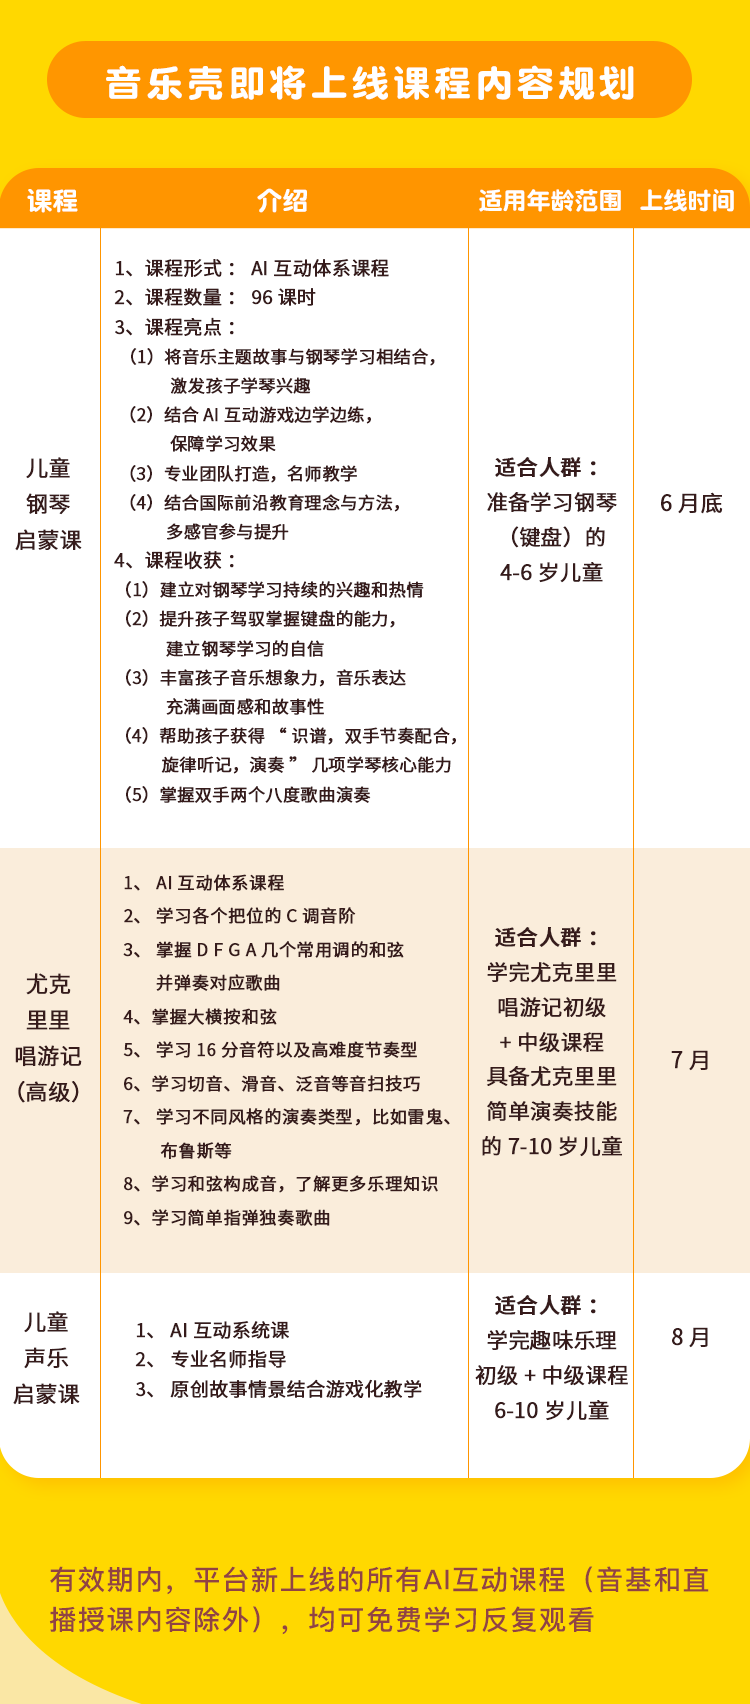 音乐壳即将上线课程内容规划
课程 介绍 适用年龄范围 上线时间
儿童
钢琴
启蒙课
1、课程形式： AI 互动体系课程
2、课程数量： 96 课时
3、课程亮点：
（1）将音乐主题故事与钢琴学习相结合，
激发孩子学琴兴趣
（2）结合 AI 互动游戏边学边练，
保障学习效果
（3）专业团队打造，名师教学
（4）结合国际前沿教育理念与方法，
多感官参与提升
4、课程收获：
（1）建立对钢琴学习持续的兴趣和热情
（2）提升孩子驾驭掌握键盘的能力，
建立钢琴学习的自信
（3）丰富孩子音乐想象力，音乐表达
充满画面感和故事性
（4）帮助孩子获得 “ 识谱，双手节奏配合，
旋律听记，演奏 ” 几项学琴核心能力
（5）掌握双手两个八度歌曲演奏
适合人群：
准备学习钢琴
（键盘）的
4-6 岁儿童
6 月底
尤克
里里
唱游记
（高级）
1、 AI 互动体系课程
2、 学习各个把位的 C 调音阶
3、 掌握 D F G A 几个常用调的和弦
并弹奏对应歌曲
4、掌握大横按和弦
5、 学习 16 分音符以及高难度节奏型
6、学习切音、滑音、泛音等音扫技巧
7、 学习不同风格的演奏类型，比如雷鬼、
布鲁斯等
8、学习和弦构成音，了解更多乐理知识
9、学习简单指弹独奏歌曲
适合人群：
学完尤克里里
唱游记初级
+ 中级课程
具备尤克里里
简单演奏技能
的 7-10 岁儿童
7 月
儿童
声乐
启蒙课
1、 AI 互动系统课
2、 专业名师指导
3、 原创故事情景结合游戏化教学
适合人群：
学完趣味乐理
初级 + 中级课程
6-10 岁儿童
8 月
有效期内，平台新上线的所有AI互动课程（音基和直
播授课内容除外），均可免费学习反复观看